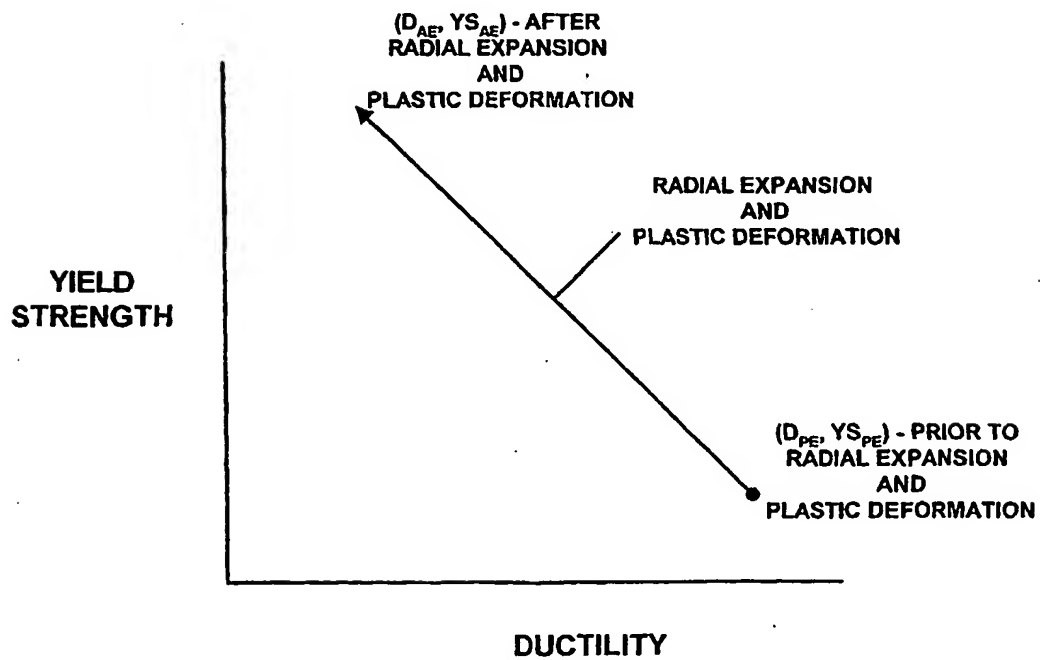 (D_AE, YS_AE) - AFTER
RADIAL EXPANSION
AND
PLASTIC DEFORMATION
RADIAL EXPANSION
AND
PLASTIC DEFORMATION
YIELD
STRENGTH
(D_PE, YS_PE) - PRIOR TO
RADIAL EXPANSION
AND
PLASTIC DEFORMATION
DUCTILITY